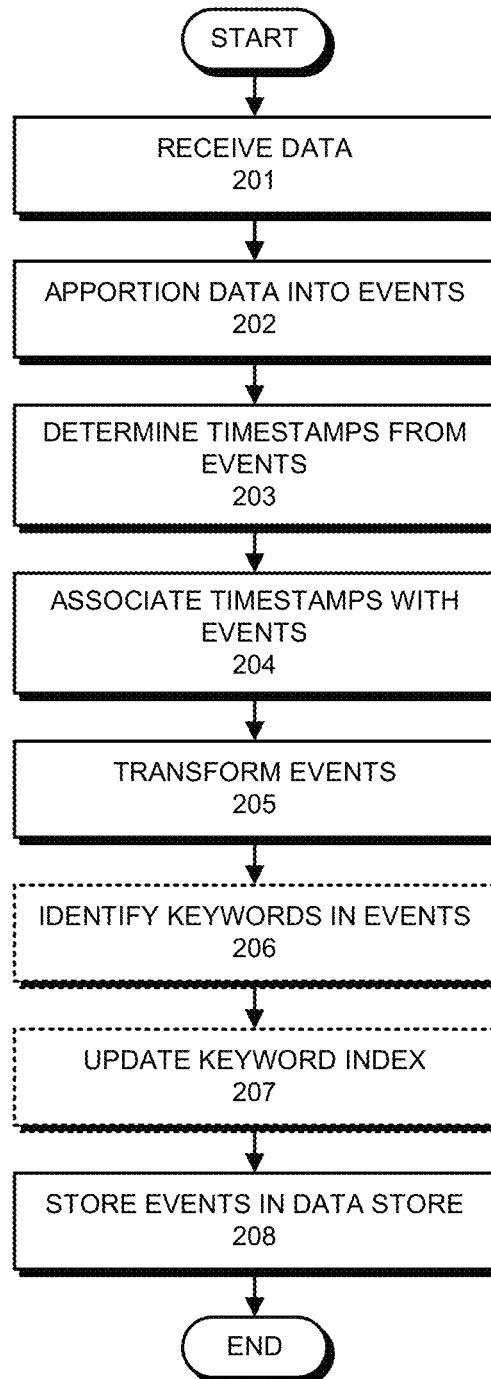 START
RECEIVE DATA
201
APPORTION DATA INTO EVENTS
202
DETERMINE TIMESTAMPS FROM
EVENTS
203
ASSOCIATE TIMESTAMPS WITH
EVENTS
204
TRANSFORM EVENTS
205
IDENTIFY KEYWORDS IN EVENTS
206
UPDATE KEYWORD INDEX
207
STORE EVENTS IN DATA STORE
208
END